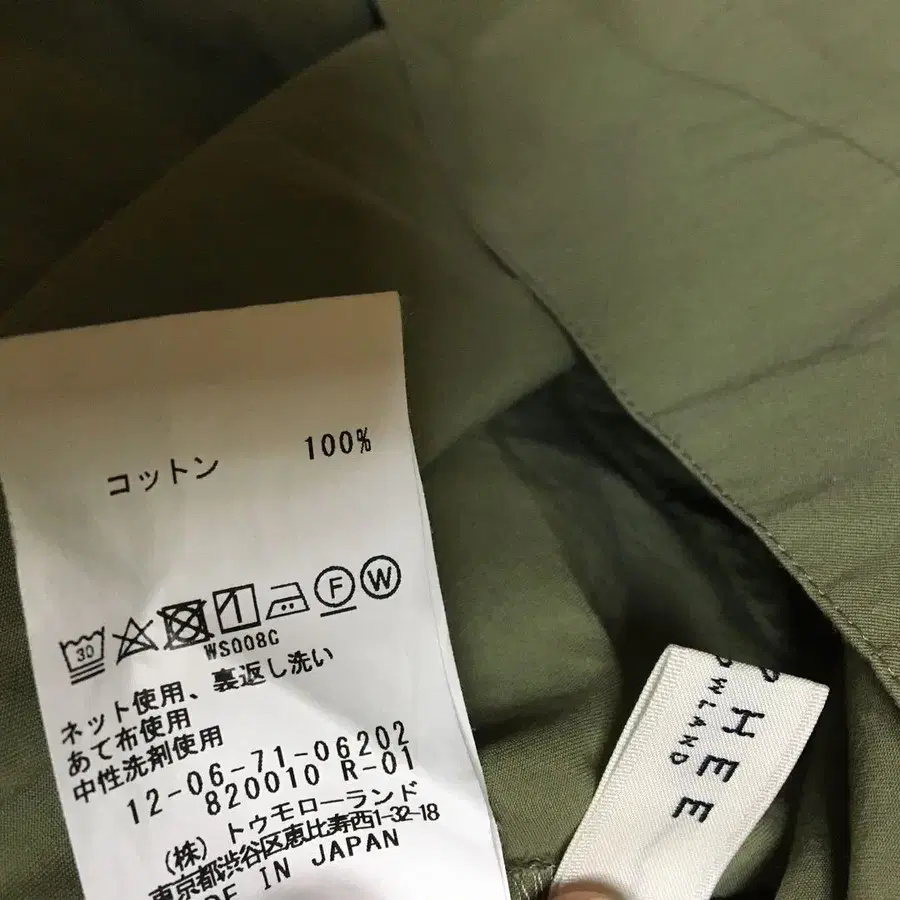 コットン 100%
30
F W
WS008C
ネット使用、裏返し洗い
あて布使用
中性洗剤使用
12-06-71-06202
820010 R-01
(株) トゥモローランド
東京都渋谷区恵比寿西1-32-18
DE IN JAPAN
PHEE
OWLAND